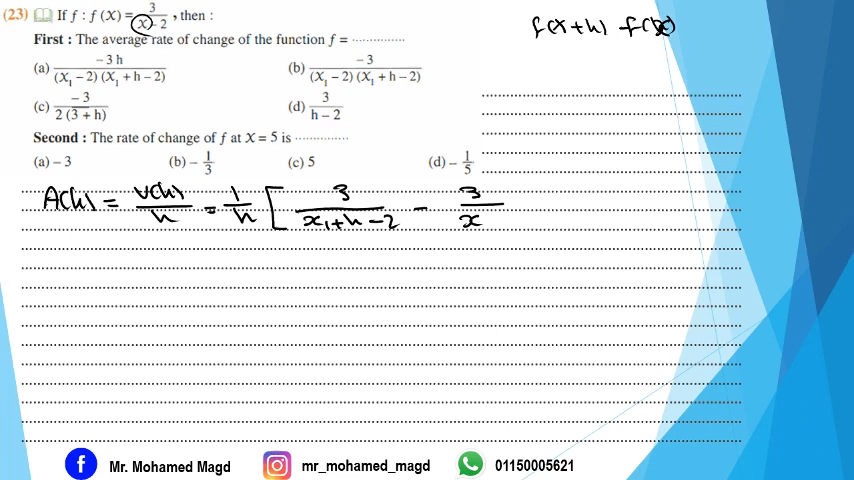 (23) If f : f (X) = 3 / X - 2 , then :
f(x+h) - f(x)
First : The average rate of change of the function f = ..............
(a) - 3 h / (X₁ - 2) (X₁ + h - 2)
(b) - 3 / (X₁ - 2) (X₁ + h - 2)
(c) - 3 / 2 (3 + h)
(d) 3 / h - 2
Second : The rate of change of f at X = 5 is ..............
(a) - 3
(b) - 1/3
(c) 5
(d) - 1/5
A(h) = V(h) / h = 1/h [ 3 / x₁+h-2 - 3 / x
Mr. Mohamed Magd
mr_mohamed_magd
01150005621